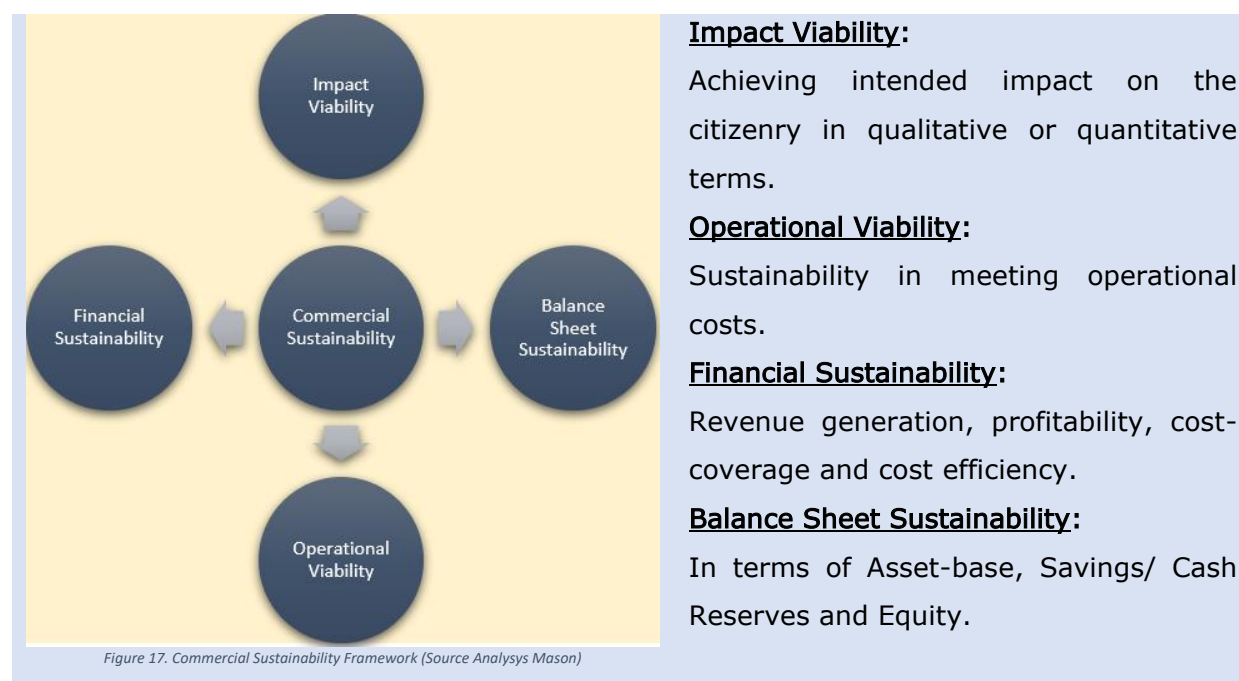 Impact
Viability
Financial
Sustainability
Commercial
Sustainability
Balance
Sheet
Sustainability
Operational
Viability
Figure 17. Commercial Sustainability Framework (Source Analysys Mason)
Impact Viability:
Achieving intended impact on the
citizenry in qualitative or quantitative
terms.
Operational Viability:
Sustainability in meeting operational
costs.
Financial Sustainability:
Revenue generation, profitability, cost-
coverage and cost efficiency.
Balance Sheet Sustainability:
In terms of Asset-base, Savings/ Cash
Reserves and Equity.